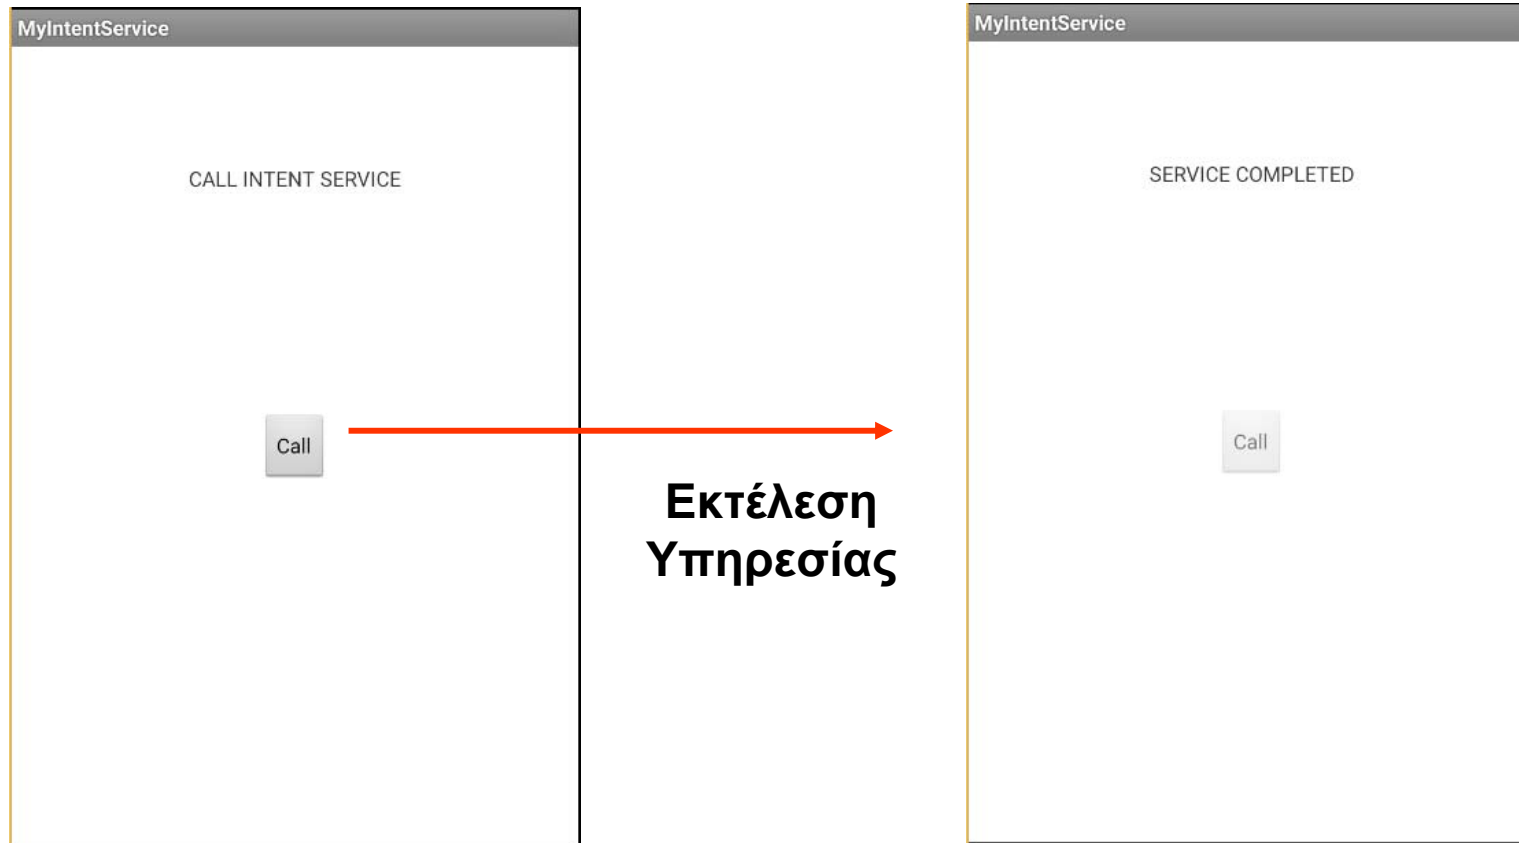 MyIntentService
CALL INTENT SERVICE
Call
Εκτέλεση
Υπηρεσίας
MyIntentService
SERVICE COMPLETED
Call